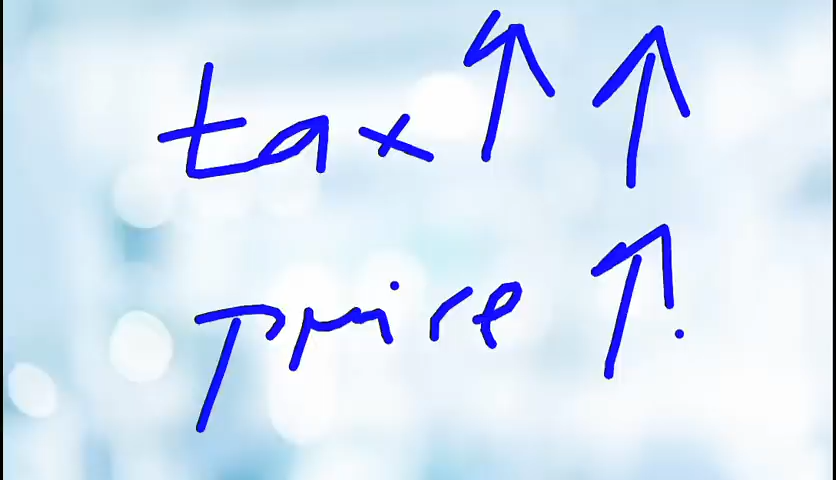 tax ↑ ↑
price ↑.